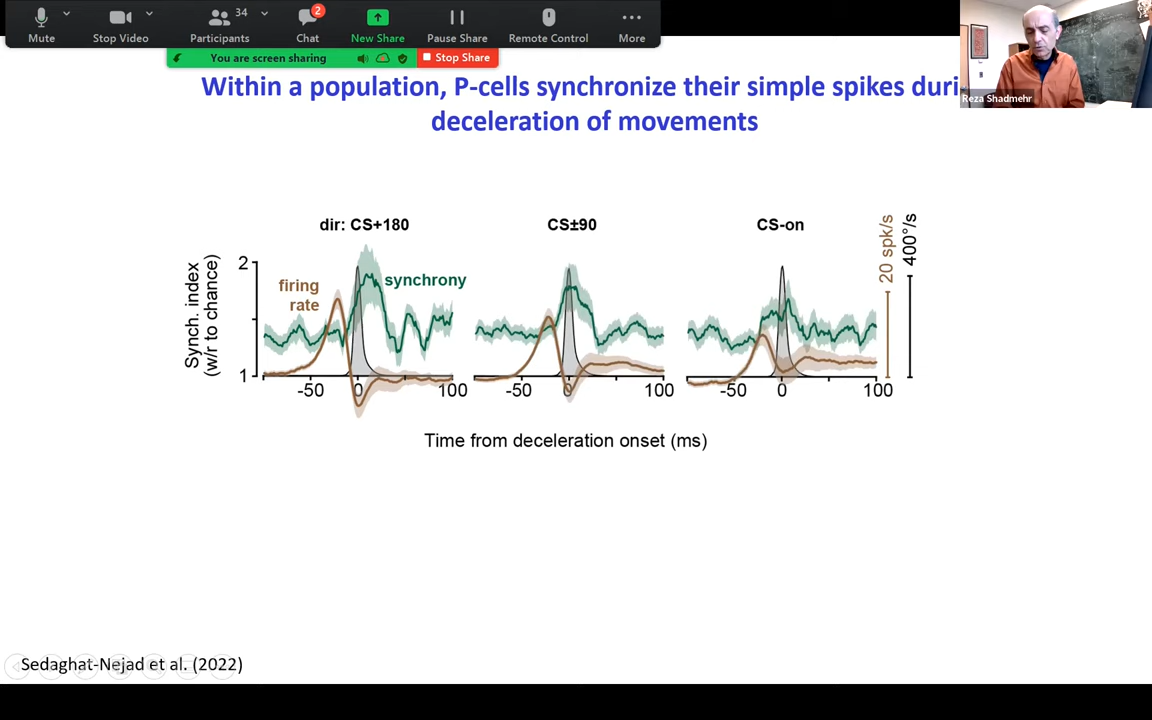 Mute
Stop Video
Participants
34
Chat
2
New Share
Pause Share
Remote Control
More
You are screen sharing
Stop Share
Reza Shadmehr
Within a population, P-cells synchronize their simple spikes duri
deceleration of movements
dir: CS+180
CS±90
CS-on
20 spk/s
400°/s
Synch. index
(w/r to chance)
2
1
firing
rate
synchrony
-50
0
100
-50
0
100
-50
0
100
Time from deceleration onset (ms)
Sedaghat-Nejad et al. (2022)